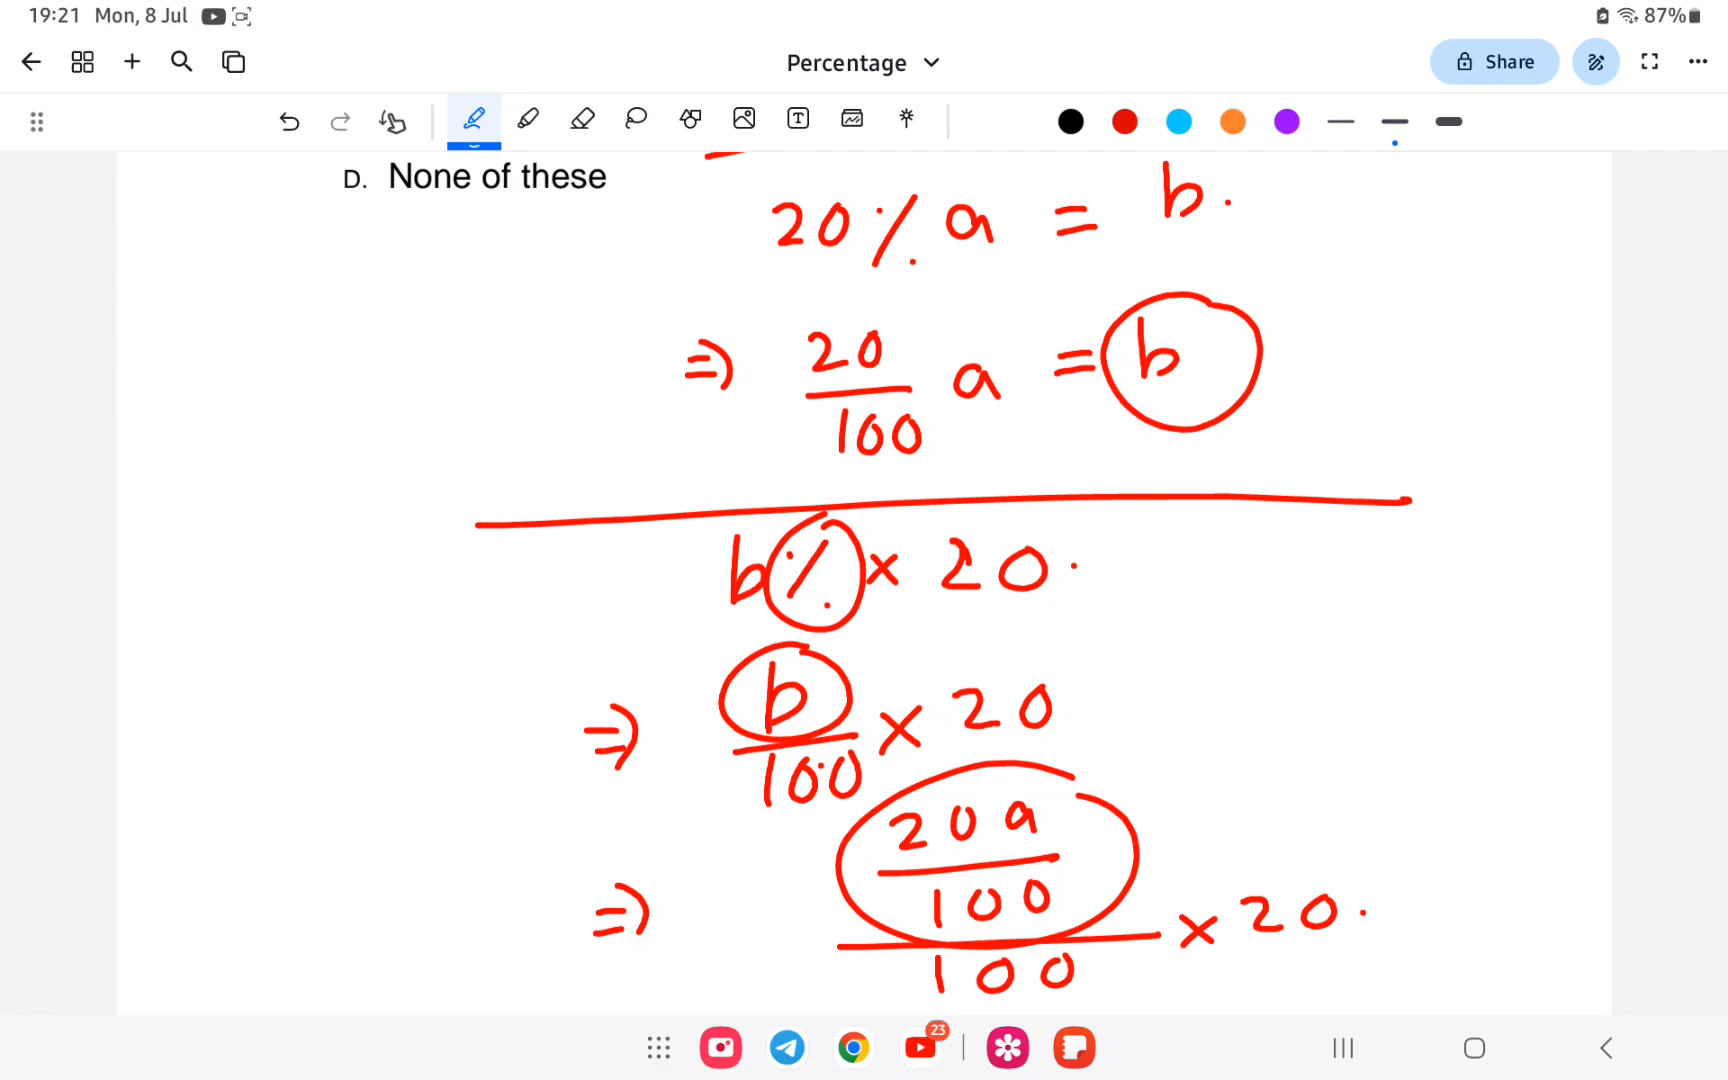 19:21 Mon, 8 Jul 87%
Percentage Share
D. None of these
20% a = b.
⇒ 20/100 a = b
b% × 20.
⇒ b/100 × 20
⇒ (20a/100)/100 × 20.
23